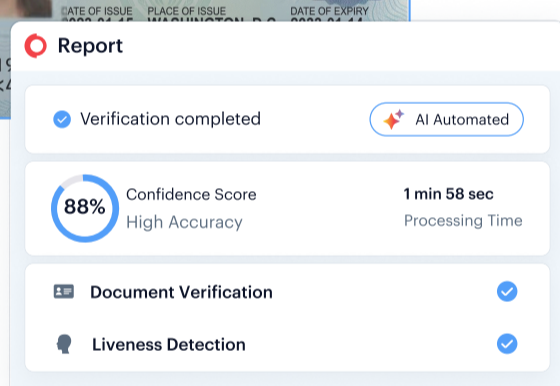 DATE OF ISSUE PLACE OF ISSUE DATE OF EXPIRY
WASHINGTON, D.C.
Report
Verification completed
AI Automated
88%
Confidence Score
High Accuracy
1 min 58 sec
Processing Time
Document Verification
Liveness Detection